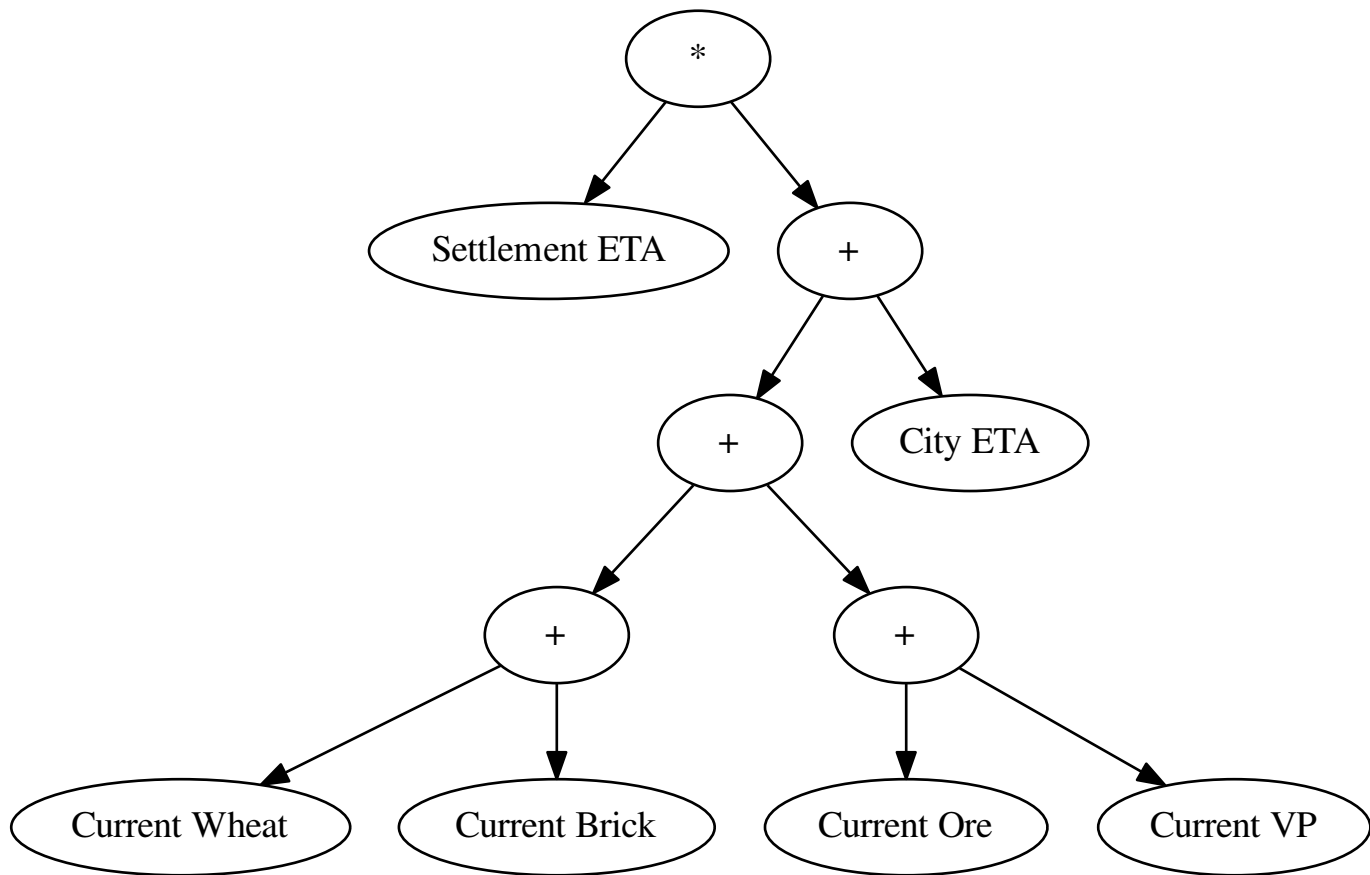 *
Settlement ETA
+
+
City ETA
+
+
Current Wheat
Current Brick
Current Ore
Current VP